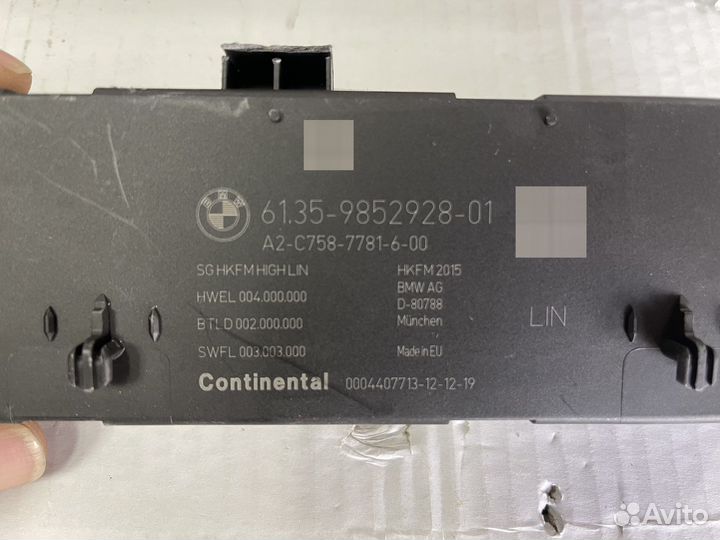 BMW
61.35-9852928-01
A2-C758-7781-6-00
SG HKFM HIGH LIN
HWEL 004.000.000
BTLD 002.000.000
SWFL 003.003.000
HKFM 2015
BMW AG
D-80788
München
Made in EU
LIN
Continental 0004407713-12-12-19
Avito